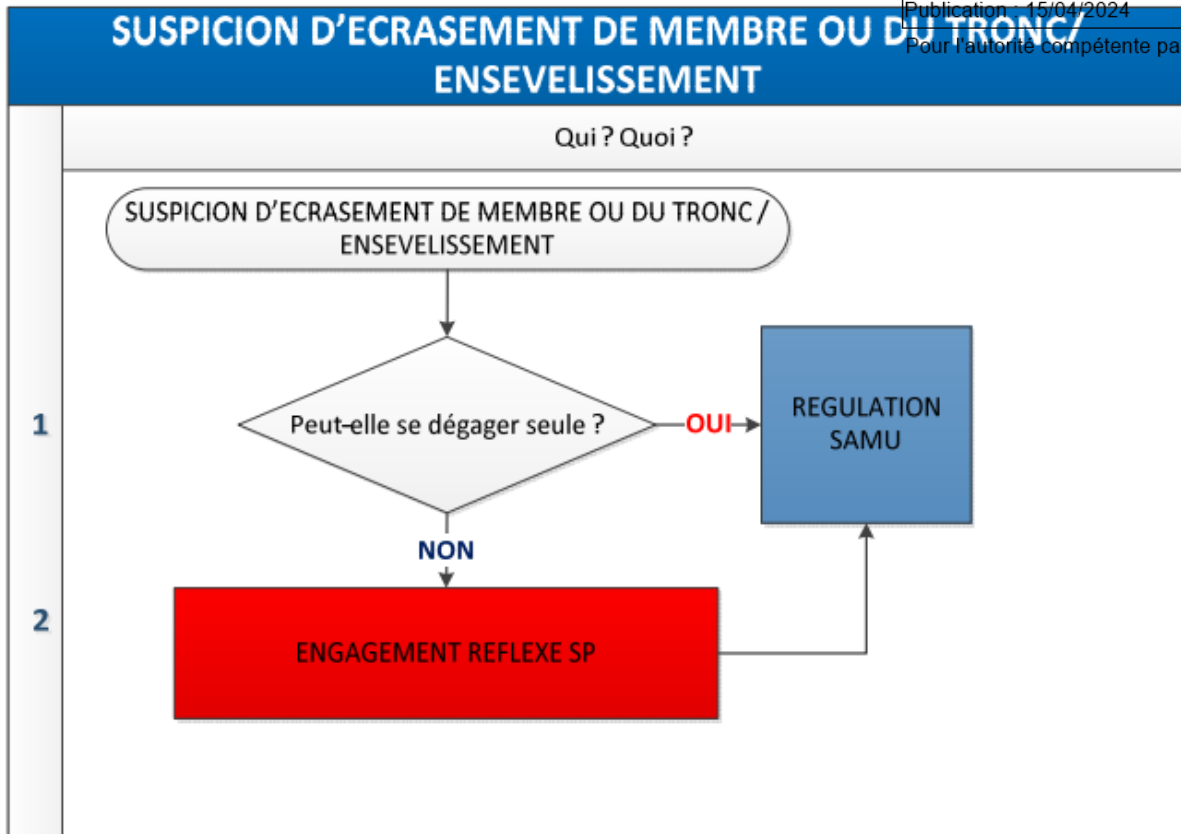 Publication : 15/04/2024
SUSPICION D'ECRASEMENT DE MEMBRE OU DU TRONC/
Pour l'autorité compétente pa
ENSEVELISSEMENT
Qui ? Quoi ?
SUSPICION D'ECRASEMENT DE MEMBRE OU DU TRONC /
ENSEVELISSEMENT
1
Peut-elle se dégager seule ?
OUI
REGULATION
SAMU
NON
2
ENGAGEMENT REFLEXE SP